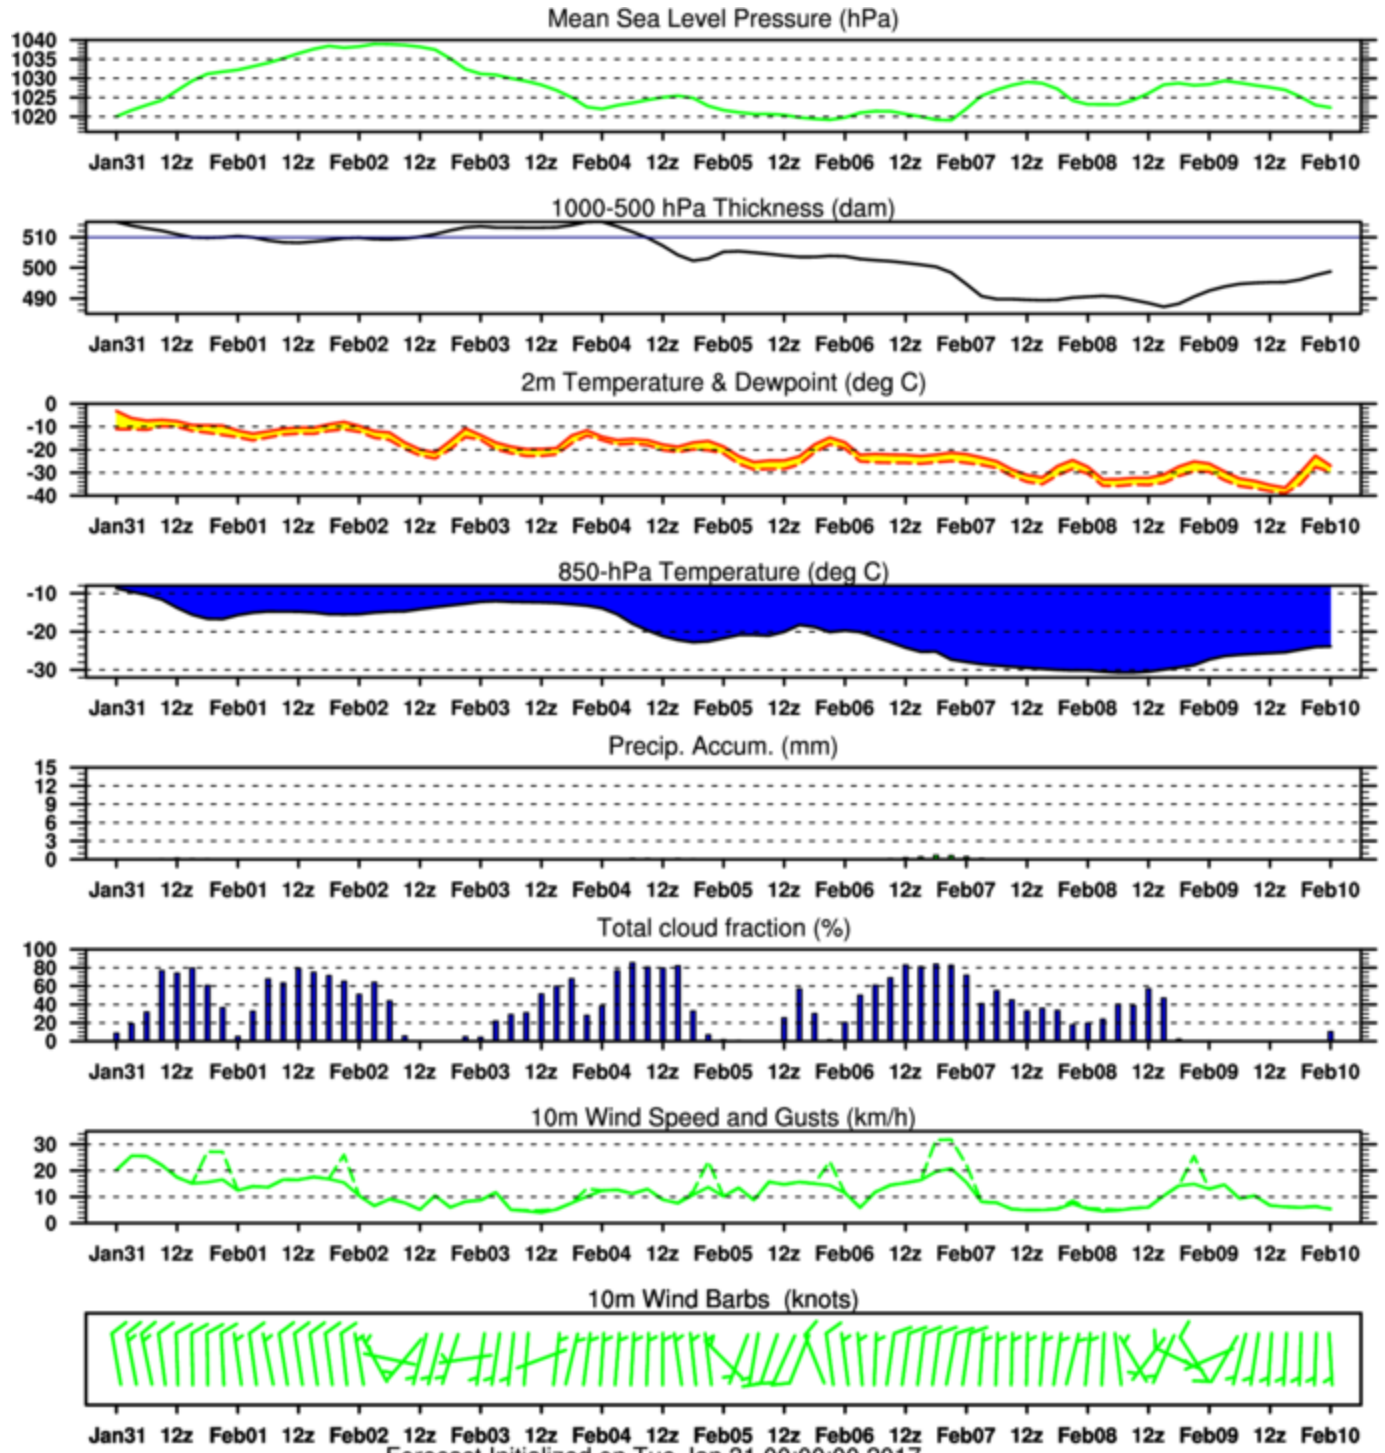 Mean Sea Level Pressure (hPa)
1040
1035
1030
1025
1020
Jan31 12z Feb01 12z Feb02 12z Feb03 12z Feb04 12z Feb05 12z Feb06 12z Feb07 12z Feb08 12z Feb09 12z Feb10
1000-500 hPa Thickness (dam)
510
500
490
Jan31 12z Feb01 12z Feb02 12z Feb03 12z Feb04 12z Feb05 12z Feb06 12z Feb07 12z Feb08 12z Feb09 12z Feb10
2m Temperature & Dewpoint (deg C)
0
-10
-20
-30
-40
Jan31 12z Feb01 12z Feb02 12z Feb03 12z Feb04 12z Feb05 12z Feb06 12z Feb07 12z Feb08 12z Feb09 12z Feb10
850-hPa Temperature (deg C)
-10
-20
-30
Jan31 12z Feb01 12z Feb02 12z Feb03 12z Feb04 12z Feb05 12z Feb06 12z Feb07 12z Feb08 12z Feb09 12z Feb10
Precip. Accum. (mm)
15
12
9
6
3
0
Jan31 12z Feb01 12z Feb02 12z Feb03 12z Feb04 12z Feb05 12z Feb06 12z Feb07 12z Feb08 12z Feb09 12z Feb10
Total cloud fraction (%)
100
80
60
40
20
0
Jan31 12z Feb01 12z Feb02 12z Feb03 12z Feb04 12z Feb05 12z Feb06 12z Feb07 12z Feb08 12z Feb09 12z Feb10
10m Wind Speed and Gusts (km/h)
30
20
10
0
Jan31 12z Feb01 12z Feb02 12z Feb03 12z Feb04 12z Feb05 12z Feb06 12z Feb07 12z Feb08 12z Feb09 12z Feb10
10m Wind Barbs (knots)
Jan31 12z Feb01 12z Feb02 12z Feb03 12z Feb04 12z Feb05 12z Feb06 12z Feb07 12z Feb08 12z Feb09 12z Feb10
Forecast Initialized on Tue Jan 31 00:00:00 2017